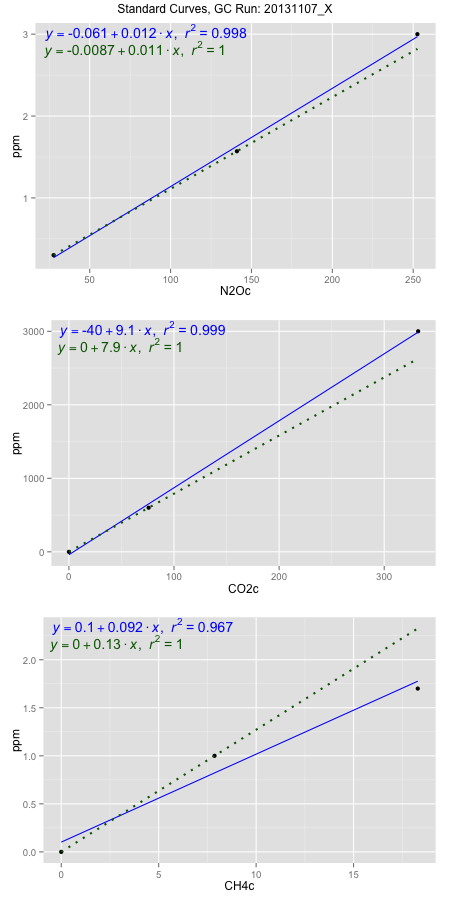 Standard Curves, GC Run: 20131107_X
y = -0.061 + 0.012 · x, r² = 0.998
y = -0.0087 + 0.011 · x, r² = 1
3
2
1
ppm
50 100 150 200 250
N2Oc
y = -40 + 9.1 · x, r² = 0.999
y = 0 + 7.9 · x, r² = 1
3000
2000
1000
0
ppm
0 100 200 300
CO2c
y = 0.1 + 0.092 · x, r² = 0.967
y = 0 + 0.13 · x, r² = 1
2.0
1.5
1.0
0.5
0.0
ppm
0 5 10 15
CH4c